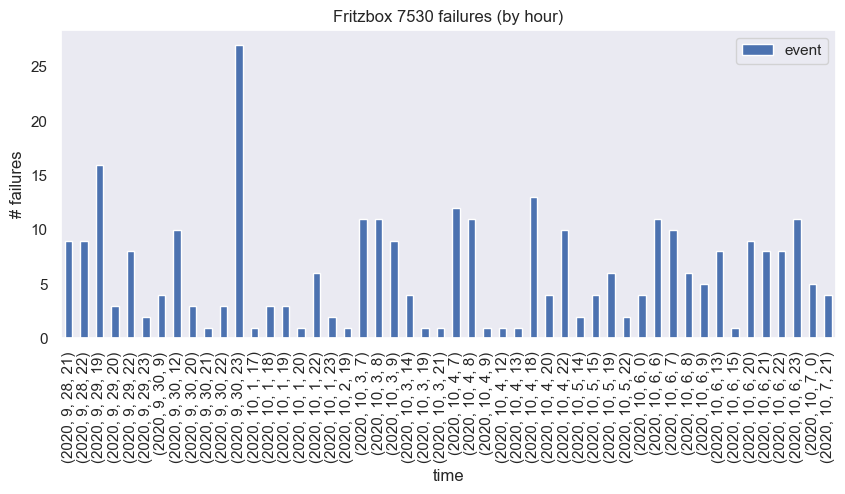 Fritzbox 7530 failures (by hour)
event
# failures
25
20
15
10
5
0
(2020, 9, 28, 21)
(2020, 9, 28, 22)
(2020, 9, 29, 19)
(2020, 9, 29, 20)
(2020, 9, 29, 22)
(2020, 9, 29, 23)
(2020, 9, 30, 9)
(2020, 9, 30, 12)
(2020, 9, 30, 20)
(2020, 9, 30, 21)
(2020, 9, 30, 22)
(2020, 9, 30, 23)
(2020, 10, 1, 17)
(2020, 10, 1, 18)
(2020, 10, 1, 19)
(2020, 10, 1, 20)
(2020, 10, 1, 22)
(2020, 10, 1, 23)
(2020, 10, 2, 19)
(2020, 10, 3, 7)
(2020, 10, 3, 8)
(2020, 10, 3, 9)
(2020, 10, 3, 14)
(2020, 10, 3, 19)
(2020, 10, 3, 21)
(2020, 10, 4, 7)
(2020, 10, 4, 8)
(2020, 10, 4, 9)
(2020, 10, 4, 12)
(2020, 10, 4, 13)
(2020, 10, 4, 18)
(2020, 10, 4, 20)
(2020, 10, 4, 22)
(2020, 10, 5, 14)
(2020, 10, 5, 15)
(2020, 10, 5, 19)
(2020, 10, 5, 22)
(2020, 10, 6, 0)
(2020, 10, 6, 6)
(2020, 10, 6, 7)
(2020, 10, 6, 8)
(2020, 10, 6, 9)
(2020, 10, 6, 13)
(2020, 10, 6, 15)
(2020, 10, 6, 20)
(2020, 10, 6, 21)
(2020, 10, 6, 22)
(2020, 10, 6, 23)
(2020, 10, 7, 0)
(2020, 10, 7, 21)
time